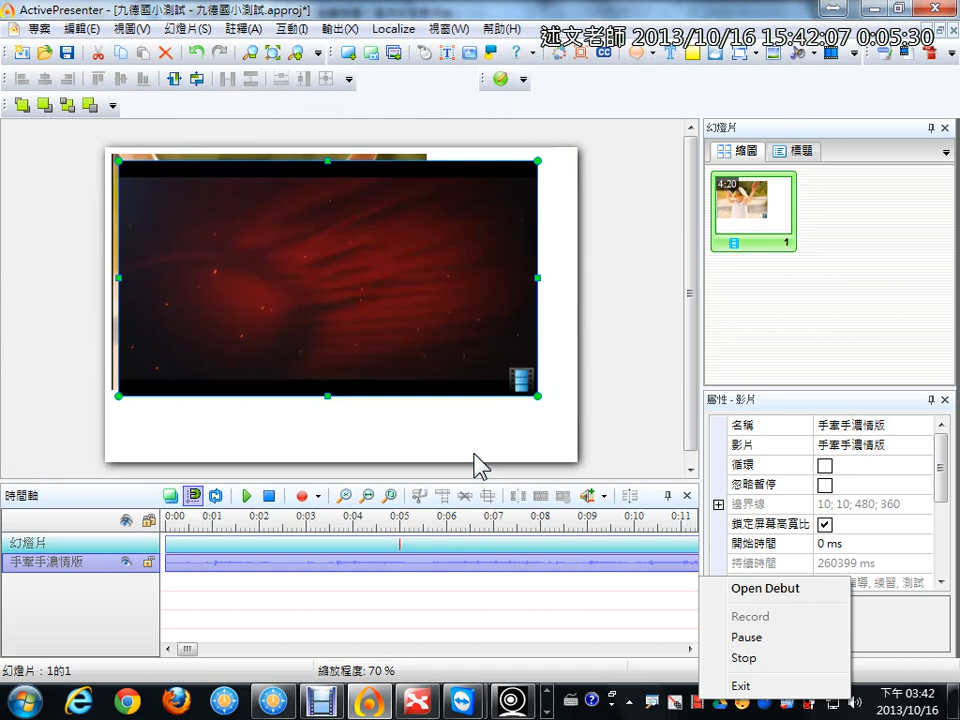 ActivePresenter - [九德國小測試 - 九德國小測試.approj*]
專案 編輯(E) 視圖(V) 幻燈片(S) 註釋(A) 互動(I) 輸出(X) Localize 視窗(W) 幫助(H)
述文老師 2013/10/16 15:42:07 0:05:30
幻燈片
縮圖 標題
4:20
1
屬性 - 影片
名稱 手牽手濃情版
影片 手牽手濃情版
循環
忽略暫停
邊界線 10; 10; 480; 360
鎖定屏幕高寬比
開始時間 0 ms
持續時間 260399 ms
導, 練習, 測試
時間軸
0:00 0:01 0:02 0:03 0:04 0:05 0:06 0:07 0:08 0:09 0:10 0:11
幻燈片
手牽手濃情版
Open Debut
Record
Pause
Stop
Exit
幻燈片：1的1 縮放程度: 70 %
下午 03:42
2013/10/16